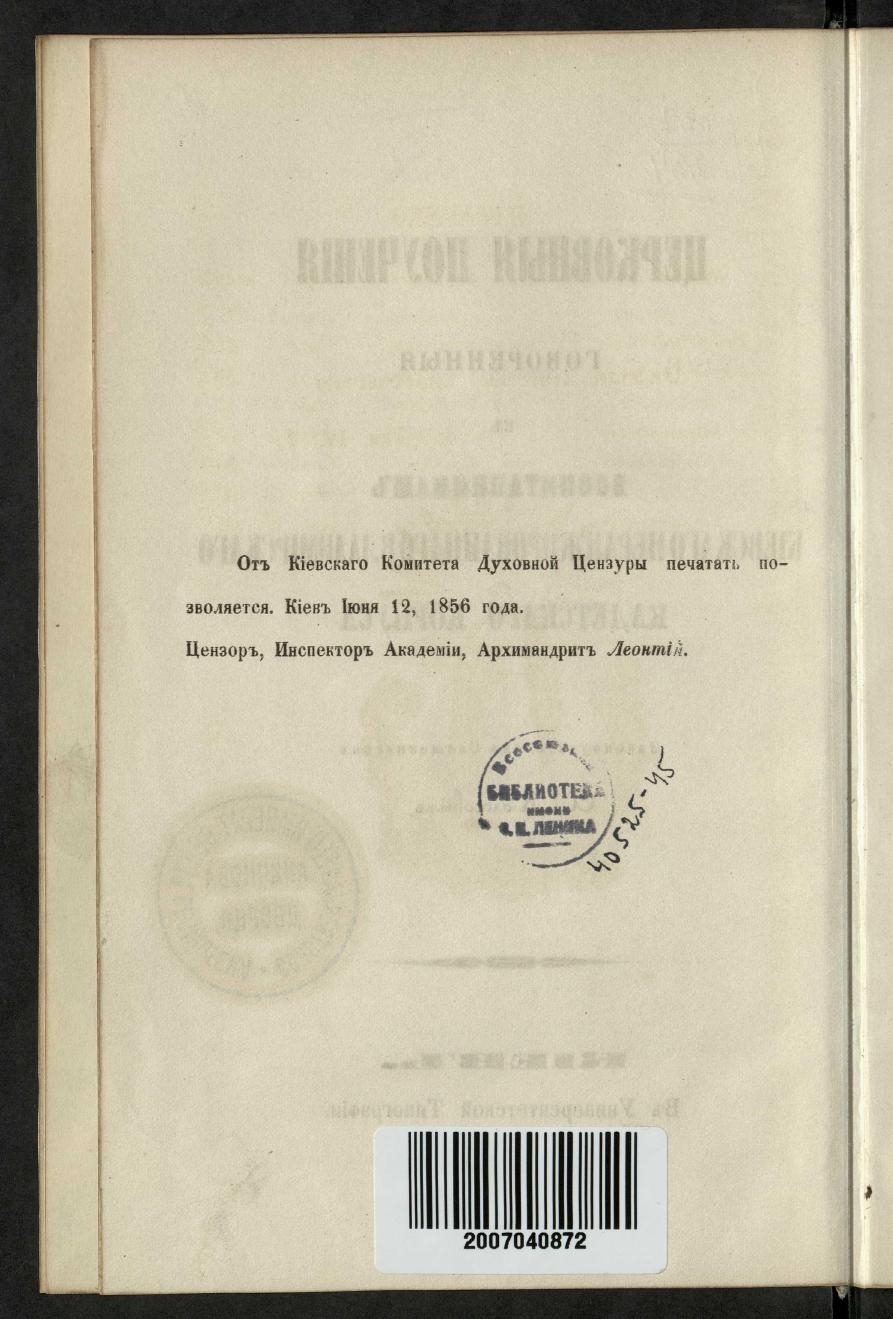 Отъ Кіевскаго Комитета Духовной Цензуры печатать по-
зволяется. Кіевъ Іюня 12, 1856 года.
Цензоръ, Инспекторъ Академіи, Архимандритъ Леонтій.
БИБЛИОТЕКА
имени
В. И. ЛЕНИНА
40525-45
2007040872